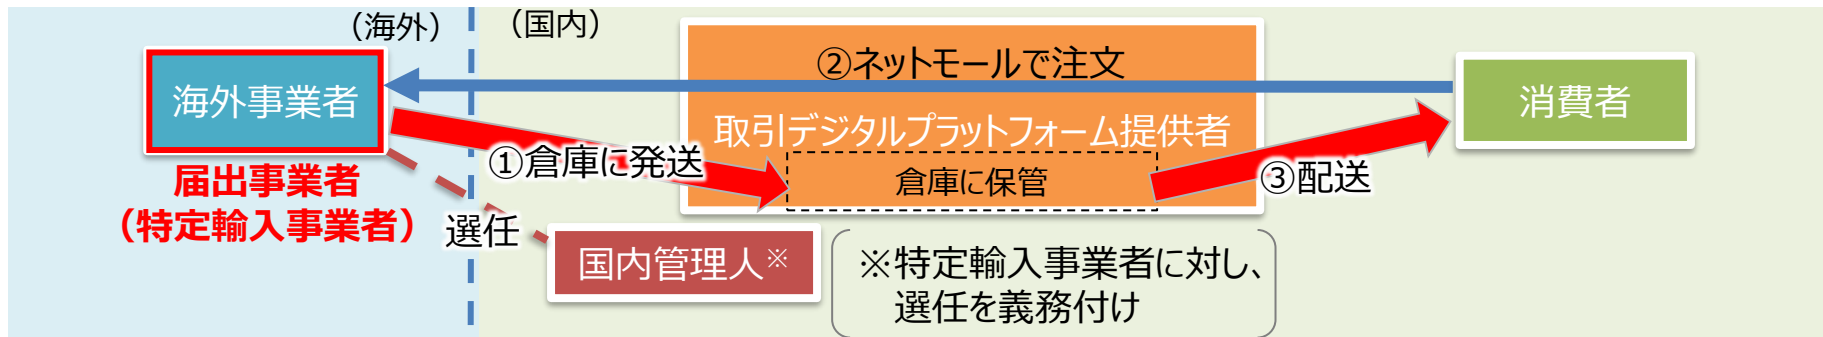 （海外）
（国内）
海外事業者
②ネットモールで注文
消費者
取引デジタルプラットフォーム提供者
①倉庫に発送
倉庫に保管
③配送
届出事業者
（特定輸入事業者）
選任
国内管理人※
※特定輸入事業者に対し、
選任を義務付け